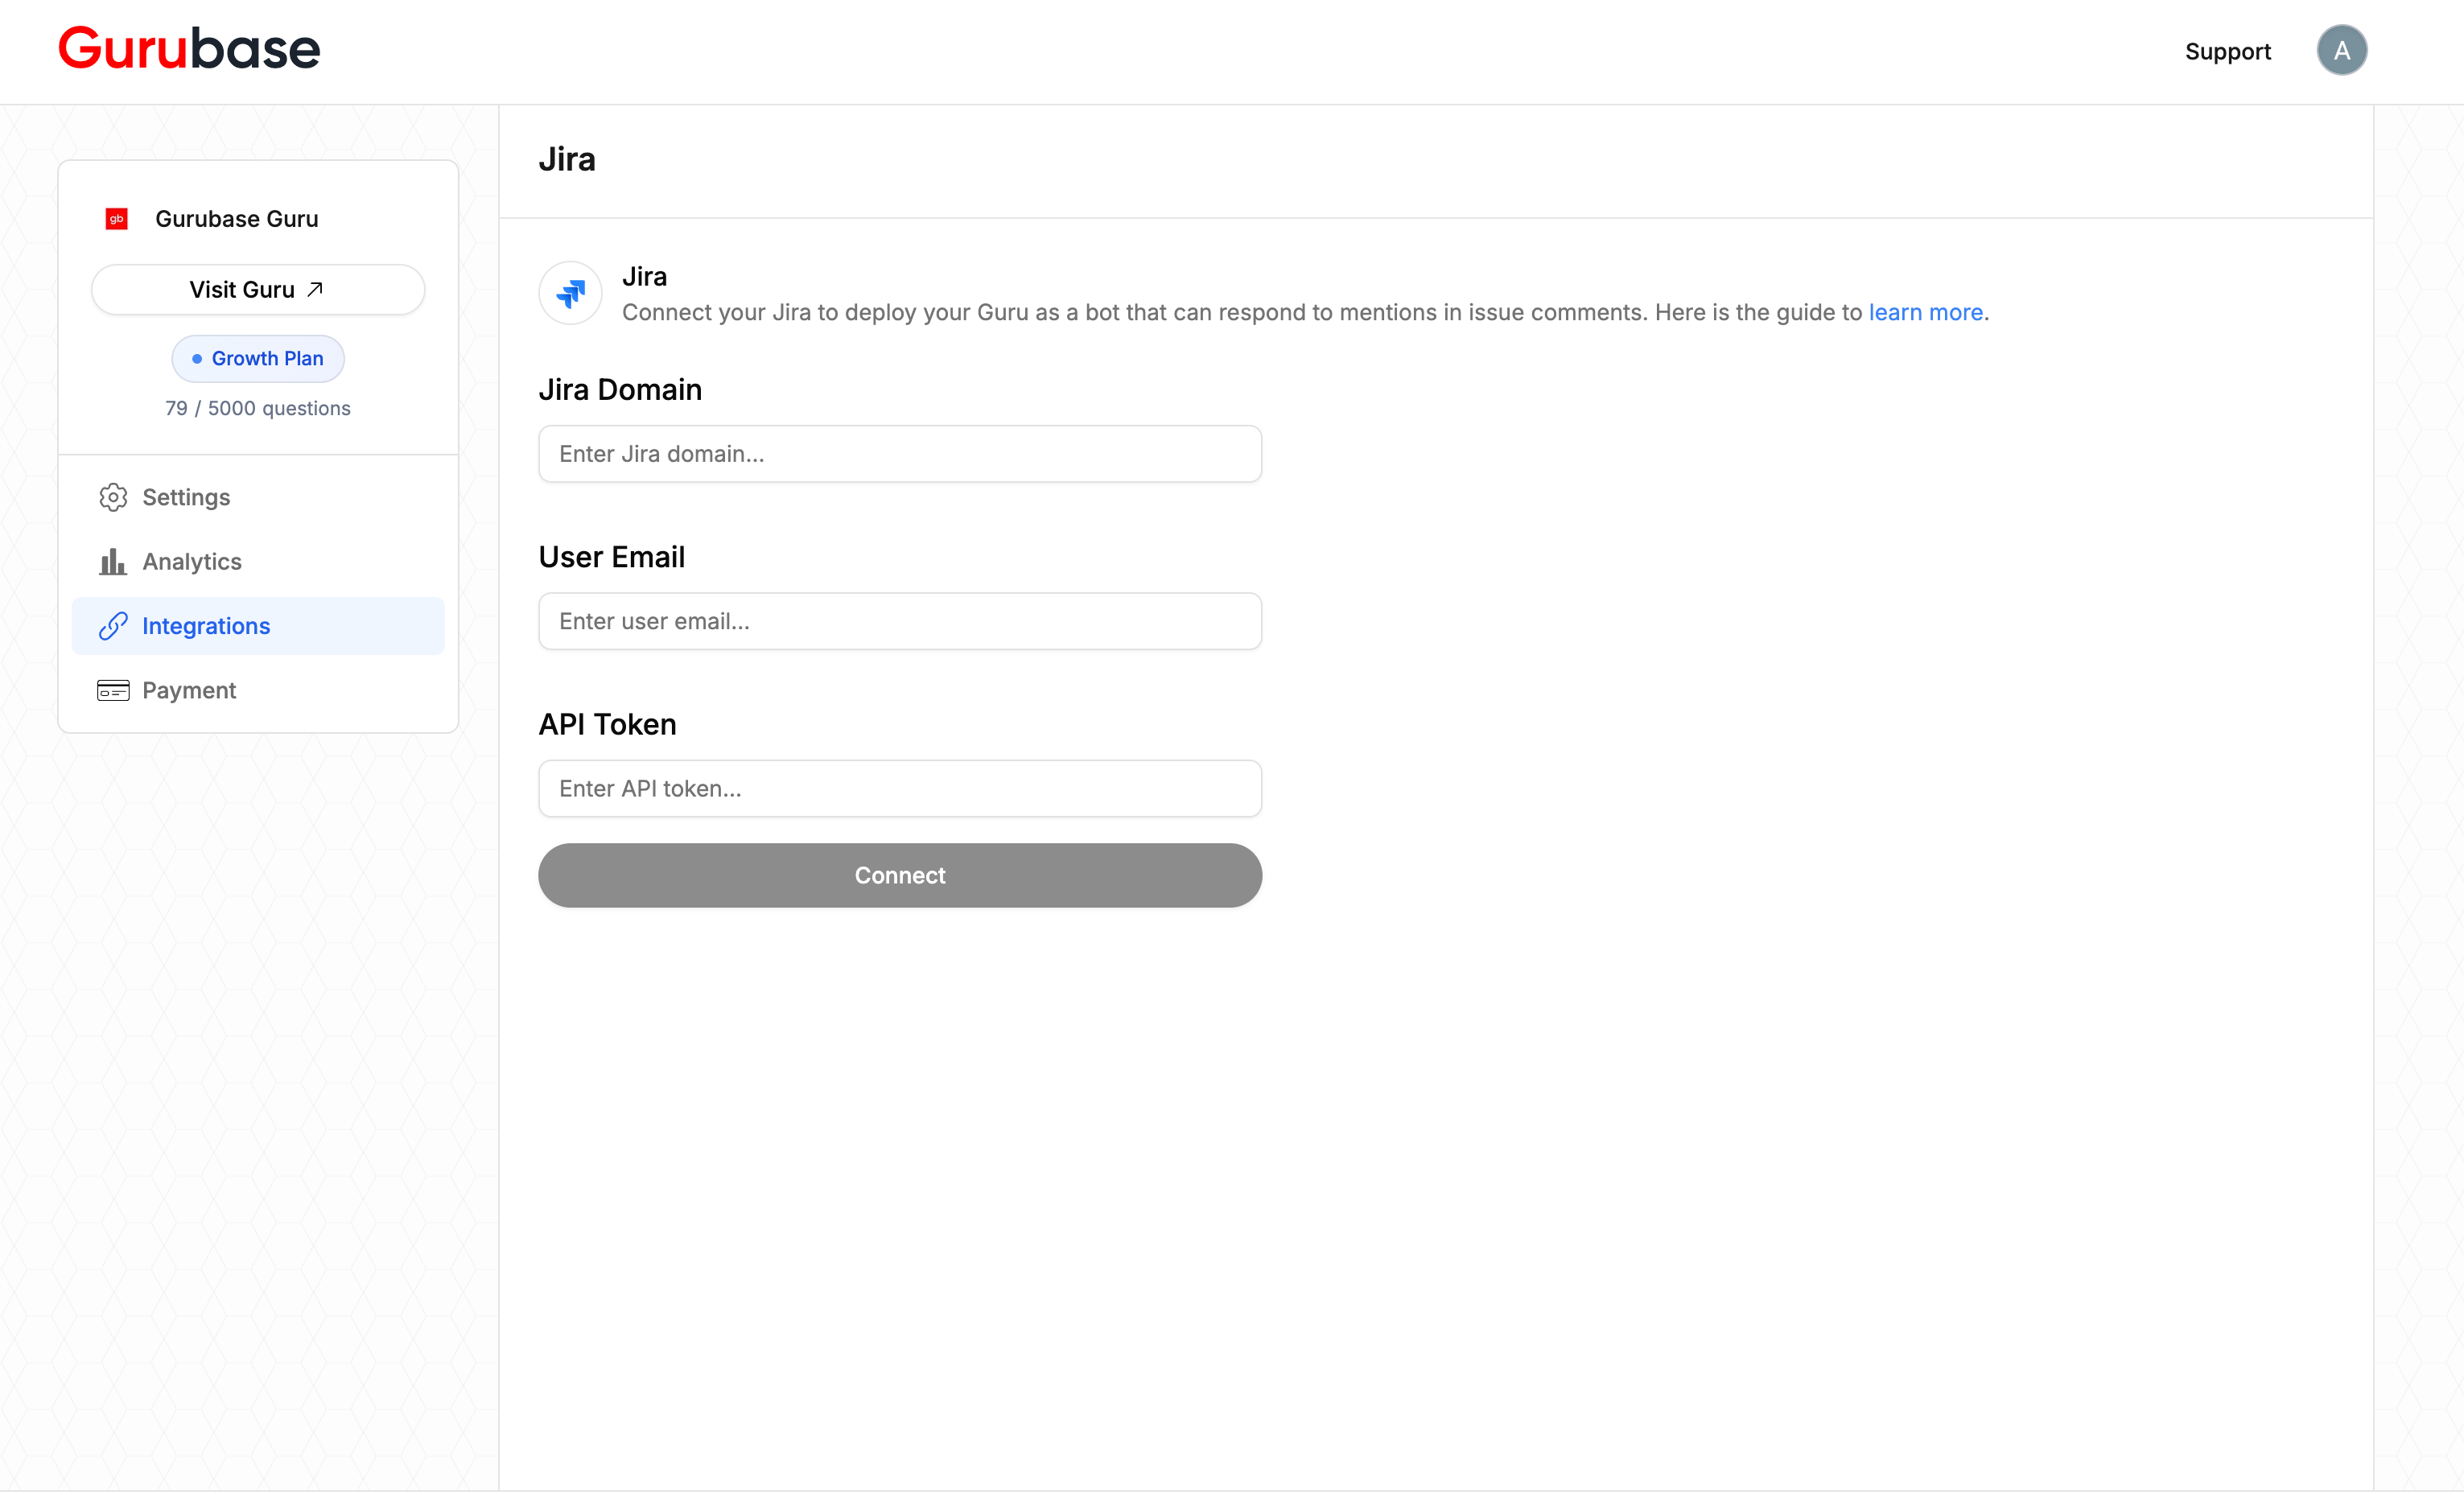 Gurubase
Support
A
gb
Gurubase Guru
Visit Guru
Growth Plan
79 / 5000 questions
Settings
Analytics
Integrations
Payment
Jira
Jira
Connect your Jira to deploy your Guru as a bot that can respond to mentions in issue comments. Here is the guide to learn more.
Jira Domain
Enter Jira domain...
User Email
Enter user email...
API Token
Enter API token...
Connect